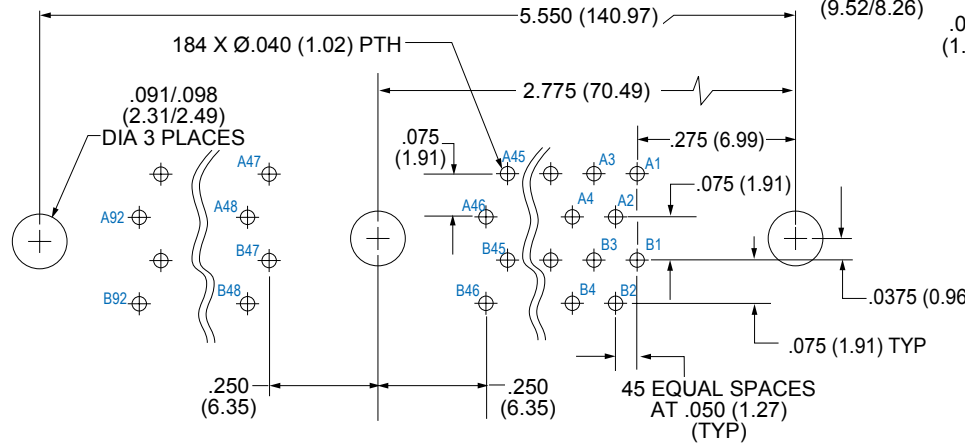 5.550 (140.97)
(9.52/8.26)
184 X Ø.040 (1.02) PTH
2.775 (70.49)
.091/.098
(2.31/2.49)
DIA 3 PLACES
.075
(1.91)
.275 (6.99)
A47
A45
A3
A1
.075 (1.91)
A92
A48
A46
A4
A2
B47
B45
B3
B1
B92
B48
B46
B4
B2
.0375 (0.96
.075 (1.91) TYP
.250
(6.35)
.250
(6.35)
45 EQUAL SPACES
AT .050 (1.27)
(TYP)